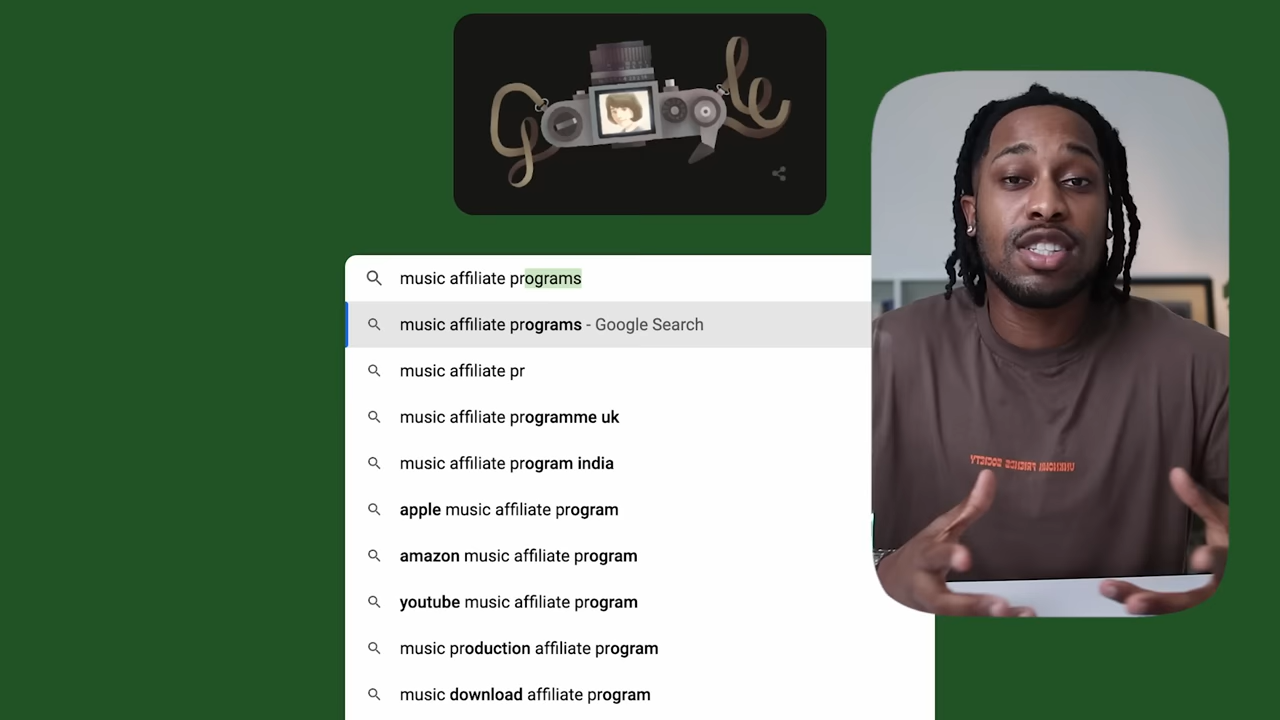 Google
music affiliate programs
music affiliate programs - Google Search
music affiliate pr
music affiliate programme uk
music affiliate program india
apple music affiliate program
amazon music affiliate program
youtube music affiliate program
music production affiliate program
music download affiliate program